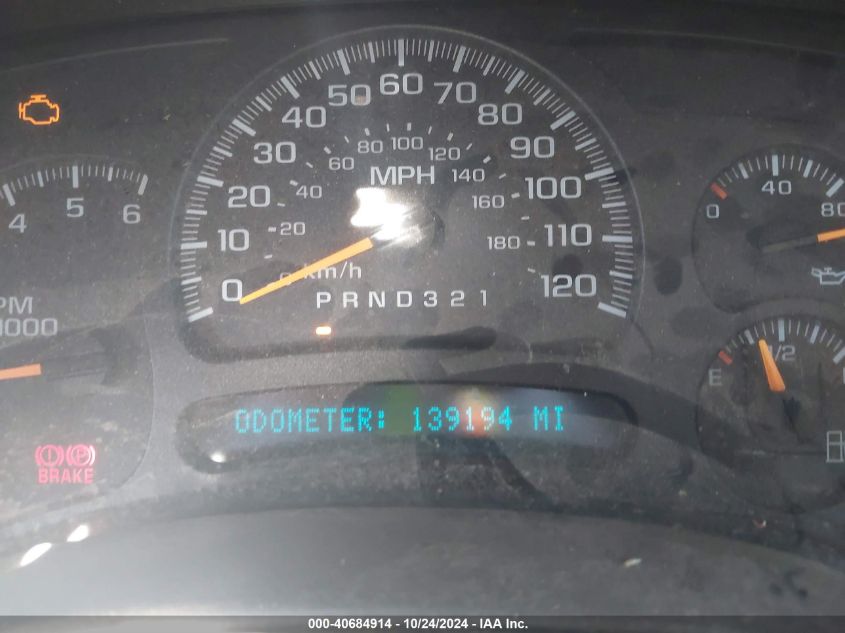 50 60 70
40 80
30 90
20 100
10 110
0 120
60 80 100 120
40 140
20 160
180
MPH
km/h
PRND321
4 5 6
0 40 80
E 1/2
BRAKE
ODOMETER: 139194 MI
000-40684914 - 10/24/2024 - IAA Inc.